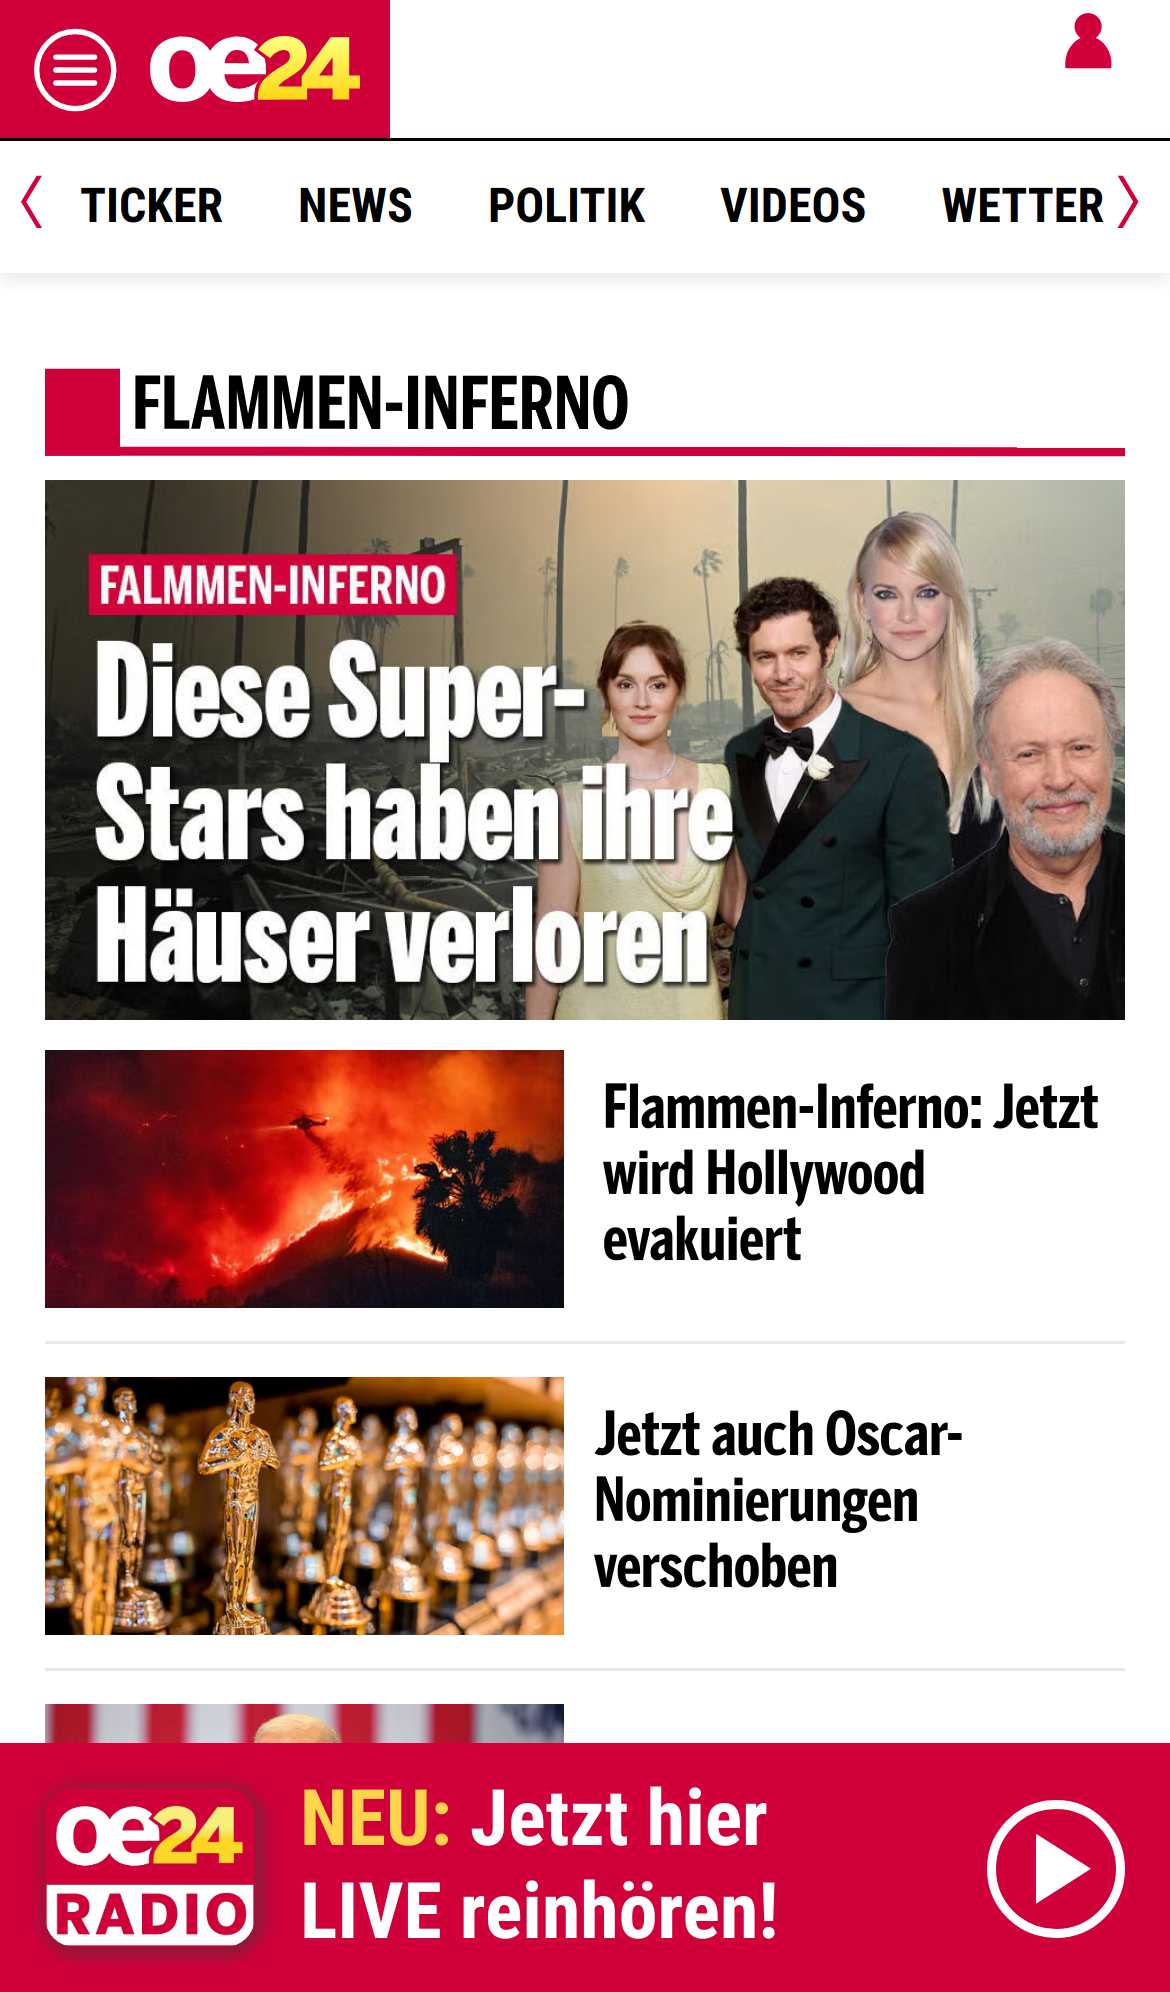 oe24
TICKER NEWS POLITIK VIDEOS WETTER
FLAMMEN-INFERNO
FALMMEN-INFERNO
Diese Super-
Stars haben ihre
Häuser verloren
Flammen-Inferno: Jetzt
wird Hollywood
evakuiert
Jetzt auch Oscar-
Nominierungen
verschoben
oe24
RADIO
NEU: Jetzt hier
LIVE reinhören!